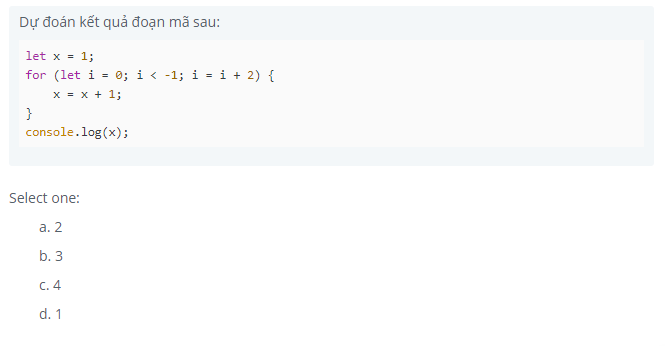 Dự đoán kết quả đoạn mã sau:
let x = 1;
for (let i = 0; i < -1; i = i + 2) {
    x = x + 1;
}
console.log(x);
Select one:
a. 2
b. 3
c. 4
d. 1